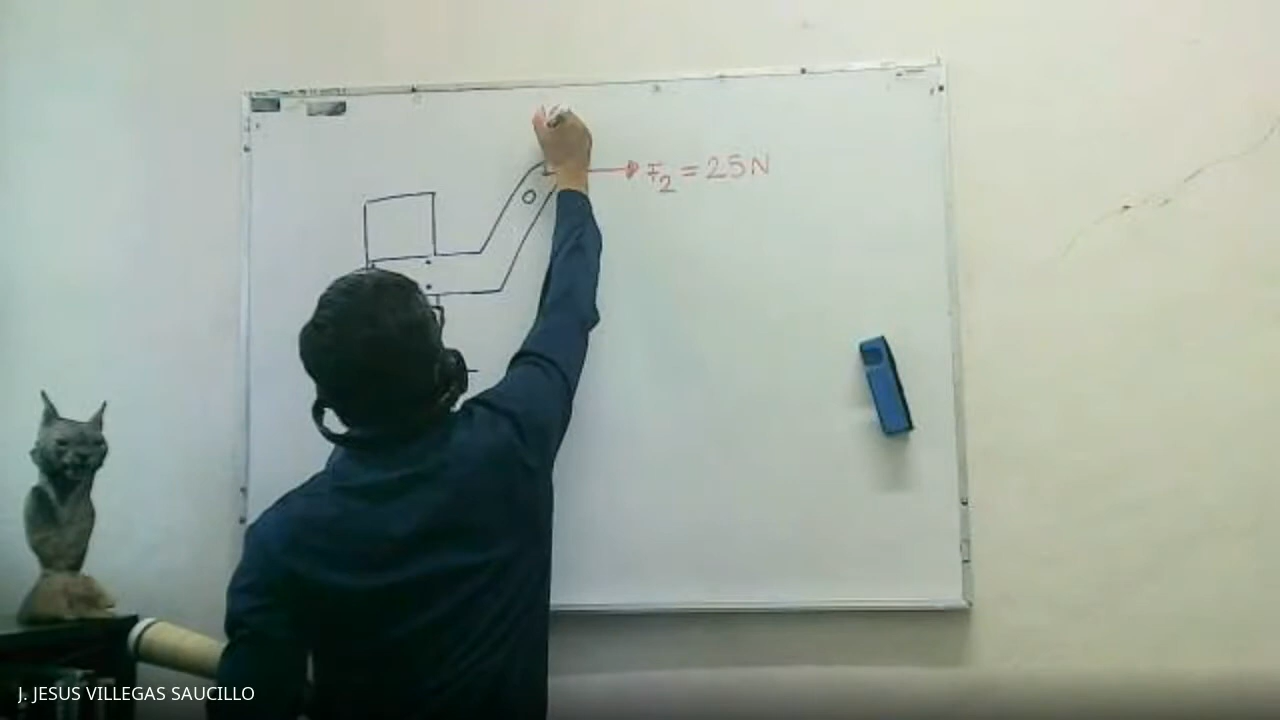 F₂ = 25N
J. JESUS VILLEGAS SAUCILLO